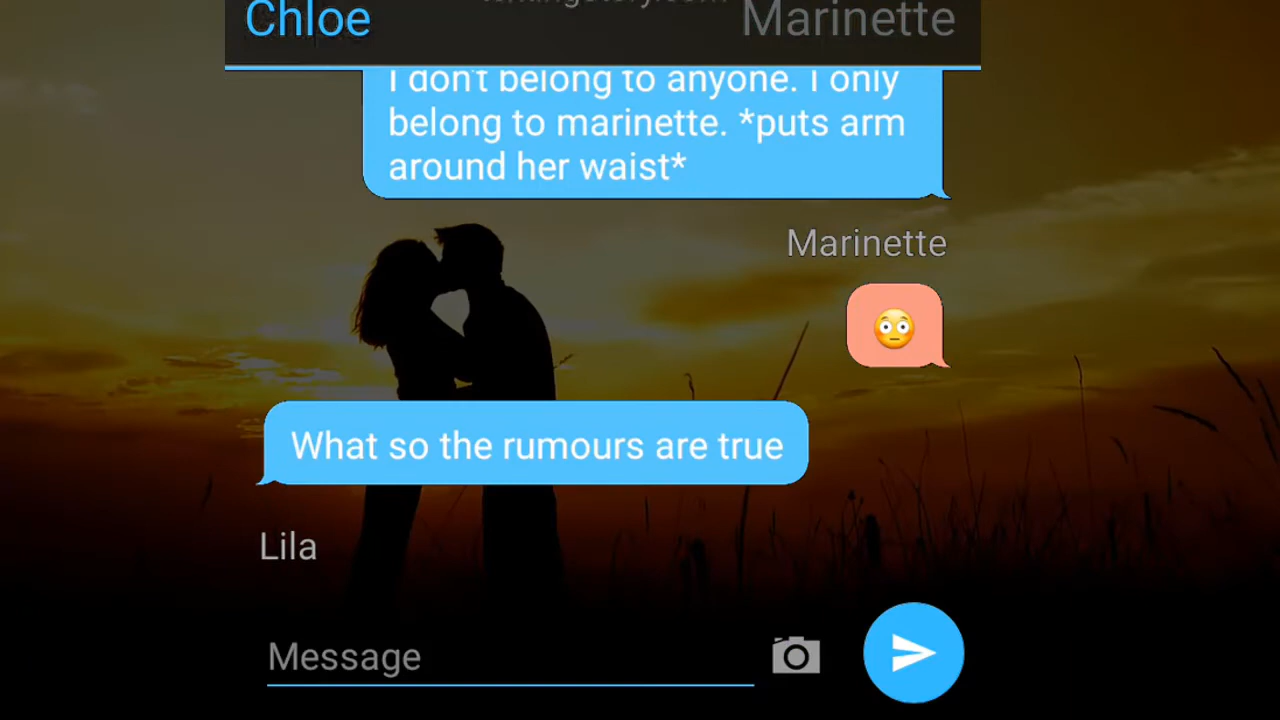 Chloe
Marinette
I don't belong to anyone. I only
belong to marinette. *puts arm
around her waist*
Marinette
What so the rumours are true
Lila
Message